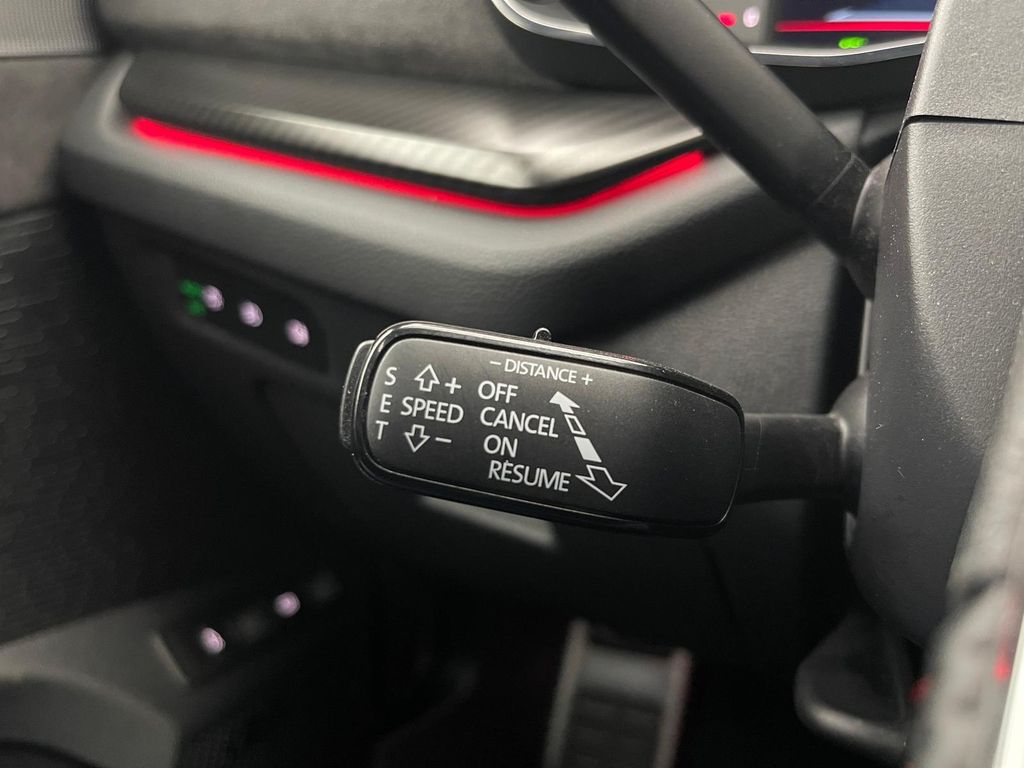 - DISTANCE +
S + OFF
E SPEED CANCEL
T - ON
RESUME